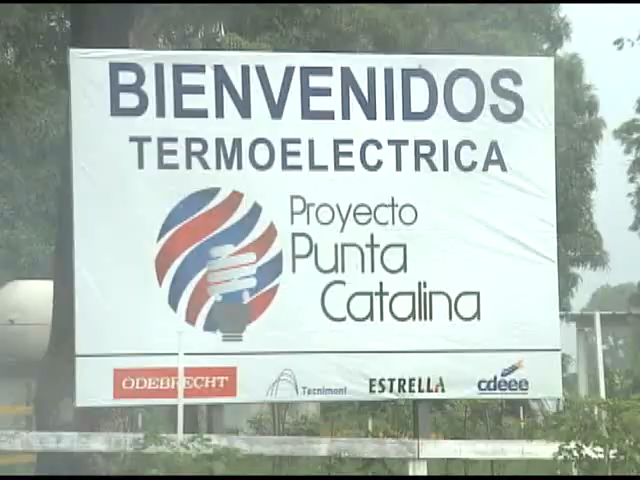 BIENVENIDOS
TERMOELECTRICA
Proyecto
Punta
Catalina
ODEBRECHT
Tecnimont
ESTRELLA
cdeee